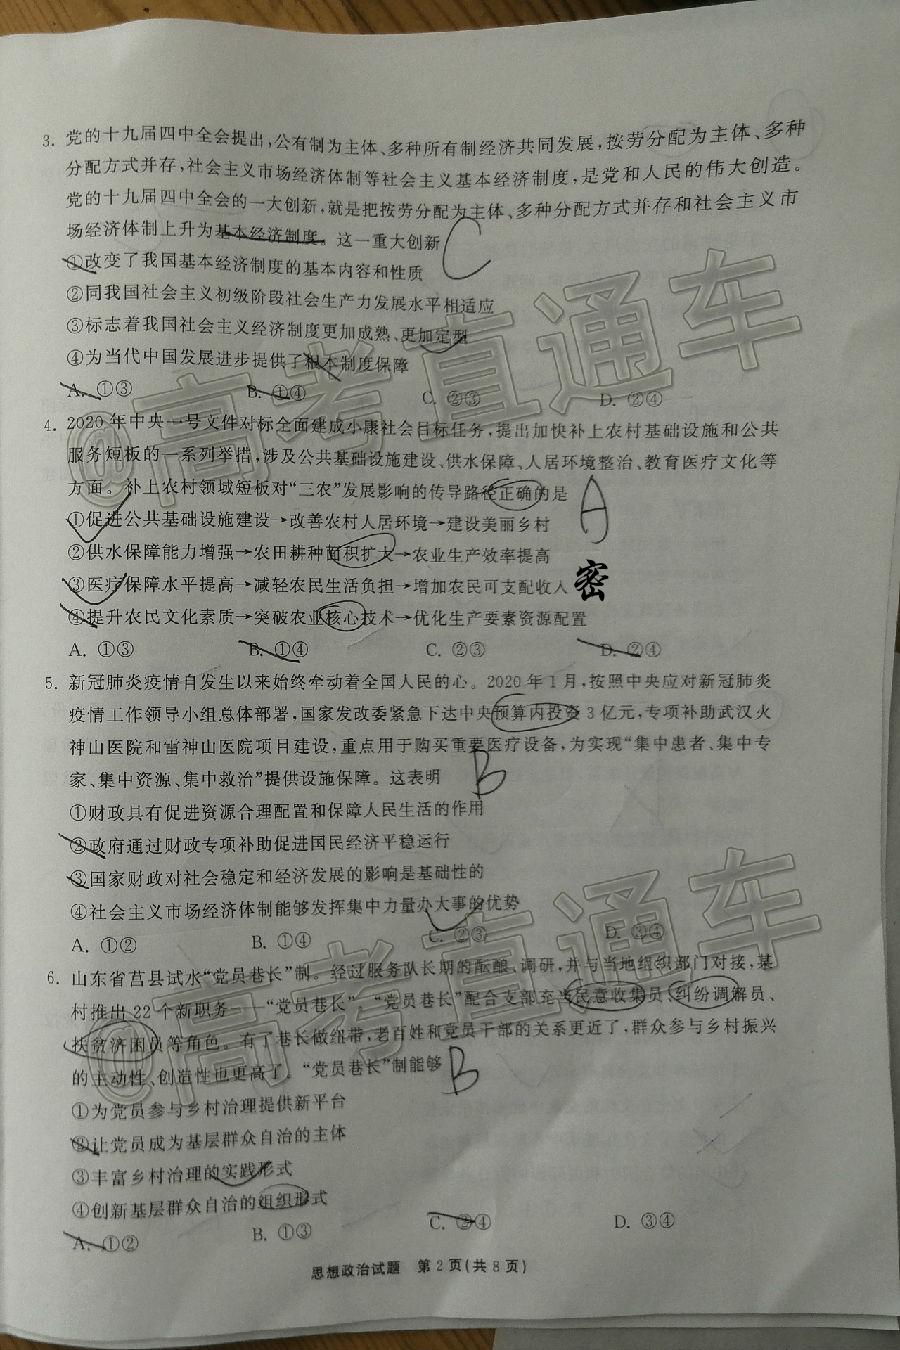 3. 党的十九届四中全会提出,公有制为主体、多种所有制经济共同发展,按劳分配为主体、多种
分配方式并存,社会主义市场经济体制等社会主义基本经济制度,是党和人民的伟大创造。
党的十九届四中全会的一大创新,就是把按劳分配为主体、多种分配方式并存和社会主义市
场经济体制上升为基本经济制度。这一重大创新
C
①改变了我国基本经济制度的基本内容和性质
②同我国社会主义初级阶段社会生产力发展水平相适应
③标志着我国社会主义经济制度更加成熟、更加定型
④为当代中国发展进步提供了根本制度保障
A. ①③ B. ①④ C. ②③ D. ②④
4. 2020年中央一号文件对标全面建成小康社会目标任务,提出加快补上农村基础设施和公共
服务短板的一系列举措,涉及公共基础设施建设、供水保障、人居环境整治、教育医疗文化等
方面。补上农村领域短板对“三农”发展影响的传导路径正确的是
A
①促进公共基础设施建设→改善农村人居环境→建设美丽乡村
②供水保障能力增强→农田耕种面积扩大→农业生产效率提高
③医疗保障水平提高→减轻农民生活负担→增加农民可支配收入
密
④提升农民文化素质→突破农业核心技术→优化生产要素资源配置
A. ①③ B. ①④ C. ②③ D. ②④
5. 新冠肺炎疫情自发生以来始终牵动着全国人民的心。2020年1月,按照中央应对新冠肺炎
疫情工作领导小组总体部署,国家发改委紧急下达中央预算内投资3亿元,专项补助武汉火
神山医院和雷神山医院项目建设,重点用于购买重要医疗设备,为实现“集中患者、集中专
家、集中资源、集中救治”提供设施保障。这表明
B
①财政具有促进资源合理配置和保障人民生活的作用
②政府通过财政专项补助促进国民经济平稳运行
③国家财政对社会稳定和经济发展的影响是基础性的
④社会主义市场经济体制能够发挥集中力量办大事的优势
A. ①② B. ①④ C. ②③ D. ③④
6. 山东省莒县试水“党员巷长”制。经过服务队长期的酝酿、调研,并与当地组织部门对接,某
村推出22个新职务——“党员巷长”。“党员巷长”配合支部充当民意收集员、纠纷调解员、
扶贫济困员等角色。有了巷长做纽带,老百姓和党员干部的关系更近了,群众参与乡村振兴
的主动性、创造性也更高了。“党员巷长”制能够
B
①为党员参与乡村治理提供新平台
②让党员成为基层群众自治的主体
③丰富乡村治理的实践形式
④创新基层群众自治的组织形式
A. ①② B. ①③ C. ②④ D. ③④
思想政治试题 第2页(共8页)
@高考直通车
@高考直通车